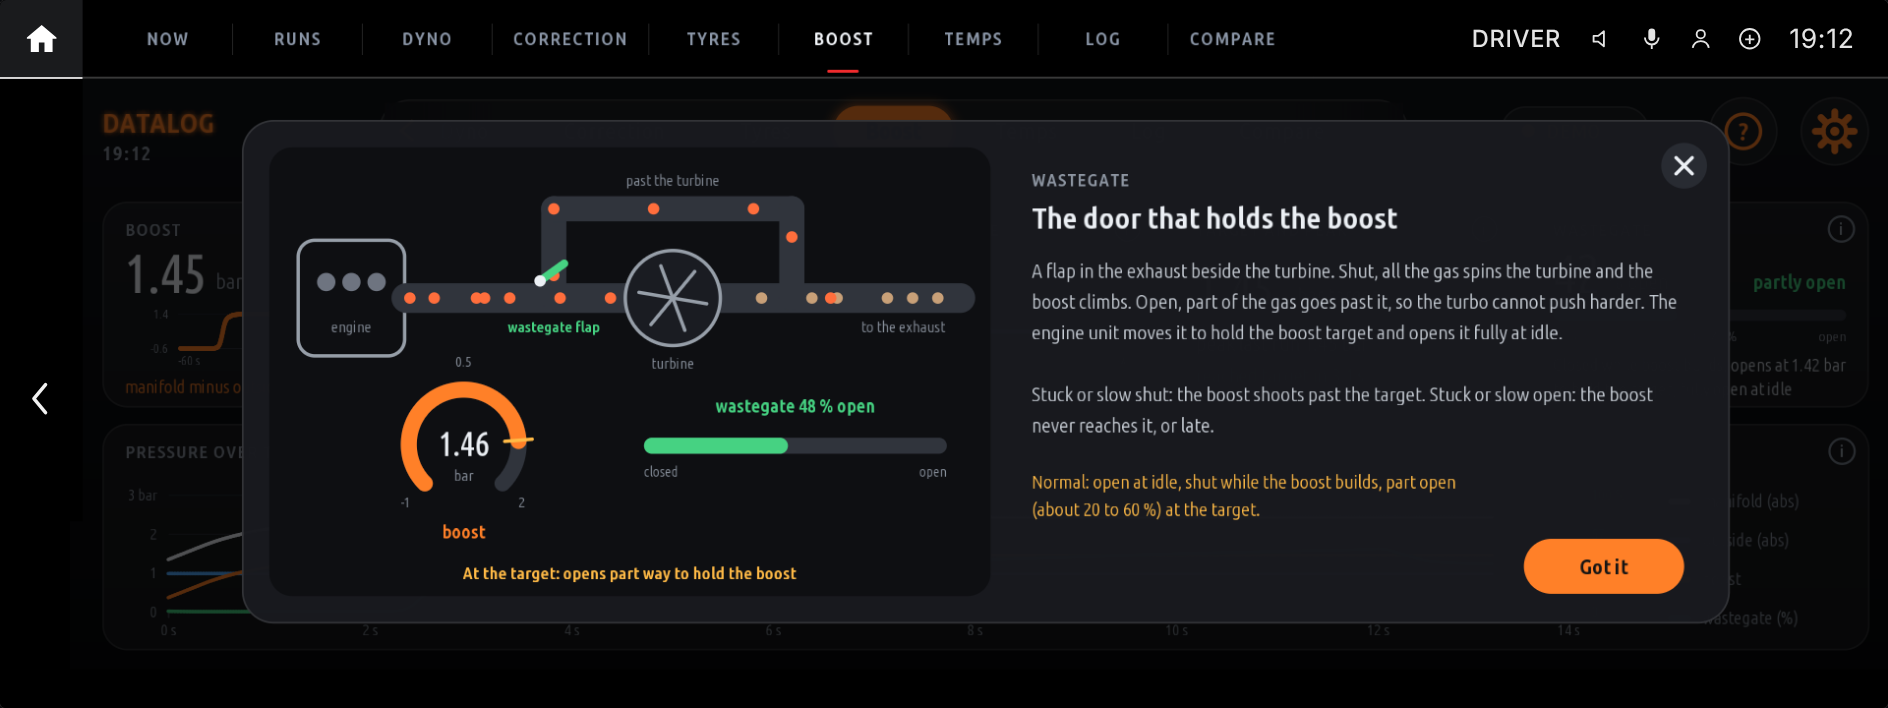 NOW
RUNS
DYNO
CORRECTION
TYRES
BOOST
TEMPS
LOG
COMPARE
DRIVER
19:12
DATALOG
19:12
?
BOOST
1.45 bar
1.4
-0.6
-60 s
manifold minus o
PRESSURE OVE
3 bar
2
1
0
0 s
2 s
4 s
6 s
8 s
10 s
12 s
14 s
past the turbine
engine
wastegate flap
turbine
to the exhaust
0.5
1.46
bar
-1
2
boost
wastegate 48 % open
closed
open
At the target: opens part way to hold the boost
WASTEGATE
The door that holds the boost
A flap in the exhaust beside the turbine. Shut, all the gas spins the turbine and the
boost climbs. Open, part of the gas goes past it, so the turbo cannot push harder. The
engine unit moves it to hold the boost target and opens it fully at idle.
Stuck or slow shut: the boost shoots past the target. Stuck or slow open: the boost
never reaches it, or late.
Normal: open at idle, shut while the boost builds, part open
(about 20 to 60 %) at the target.
Got it
i
partly open
%
open
opens at 1.42 bar
en at idle
i
ifold (abs)
side (abs)
st
wastegate (%)